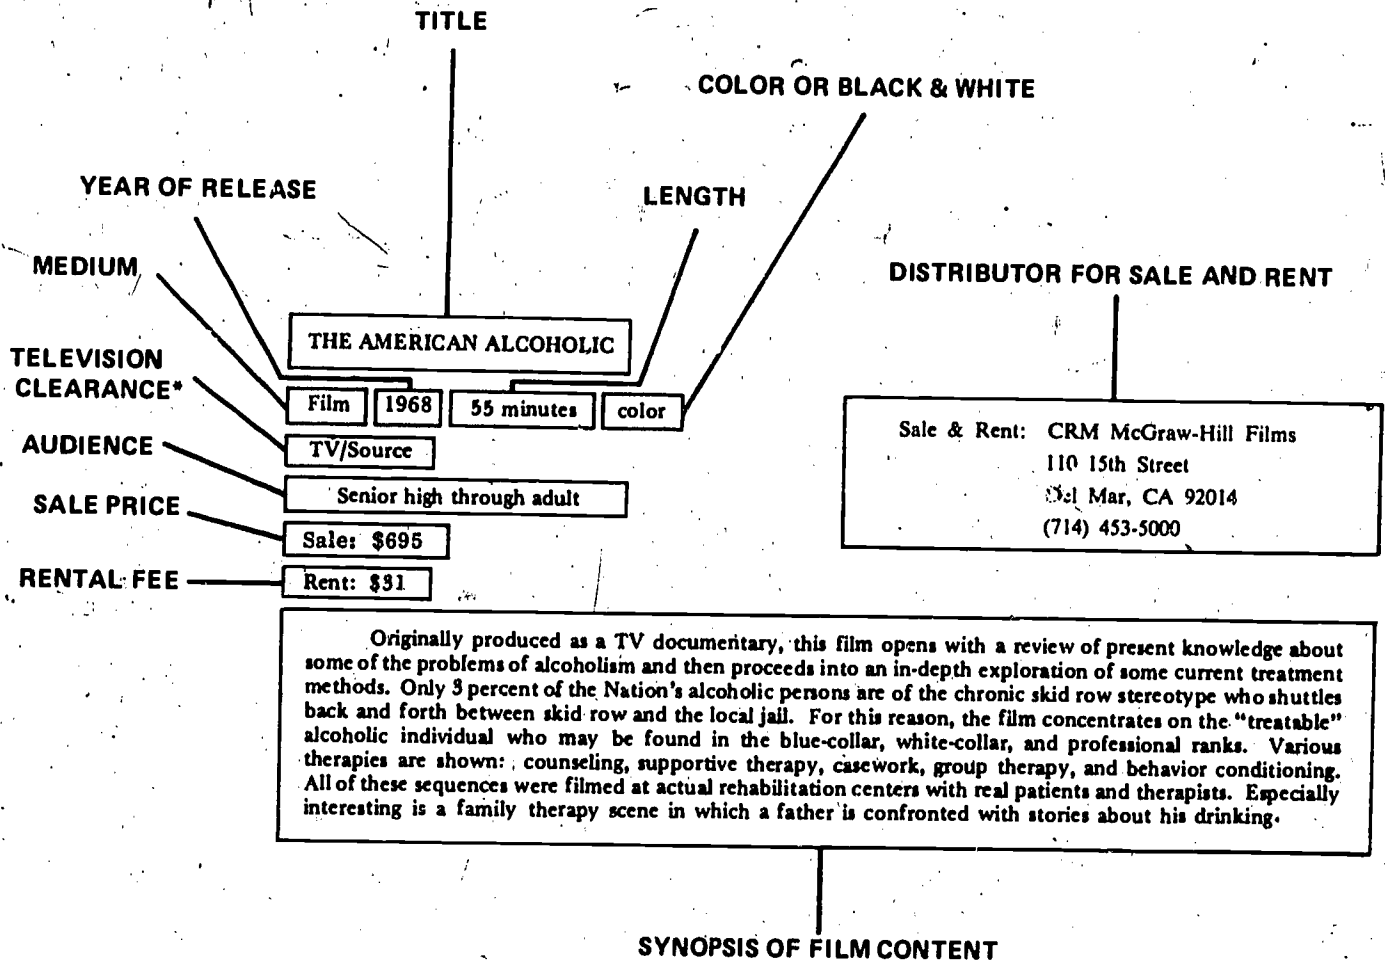 TITLE
COLOR OR BLACK & WHITE
YEAR OF RELEASE
LENGTH
MEDIUM
DISTRIBUTOR FOR SALE AND RENT
THE AMERICAN ALCOHOLIC
TELEVISION
CLEARANCE*
Film 1968 55 minutes color
Sale & Rent: CRM McGraw-Hill Films
110 15th Street
Del Mar, CA 92014
(714) 453-5000
TV/Source
AUDIENCE
Senior high through adult
SALE PRICE
Sale: $695
RENTAL FEE
Rent: $31
Originally produced as a TV documentary, this film opens with a review of present knowledge about
some of the problems of alcoholism and then proceeds into an in-depth exploration of some current treatment
methods. Only 3 percent of the Nation's alcoholic persons are of the chronic skid row stereotype who shuttles
back and forth between skid row and the local jail. For this reason, the film concentrates on the "treatable"
alcoholic individual who may be found in the blue-collar, white-collar, and professional ranks. Various
therapies are shown: counseling, supportive therapy, casework, group therapy, and behavior conditioning.
All of these sequences were filmed at actual rehabilitation centers with real patients and therapists. Especially
interesting is a family therapy scene in which a father is confronted with stories about his drinking.
SYNOPSIS OF FILM CONTENT